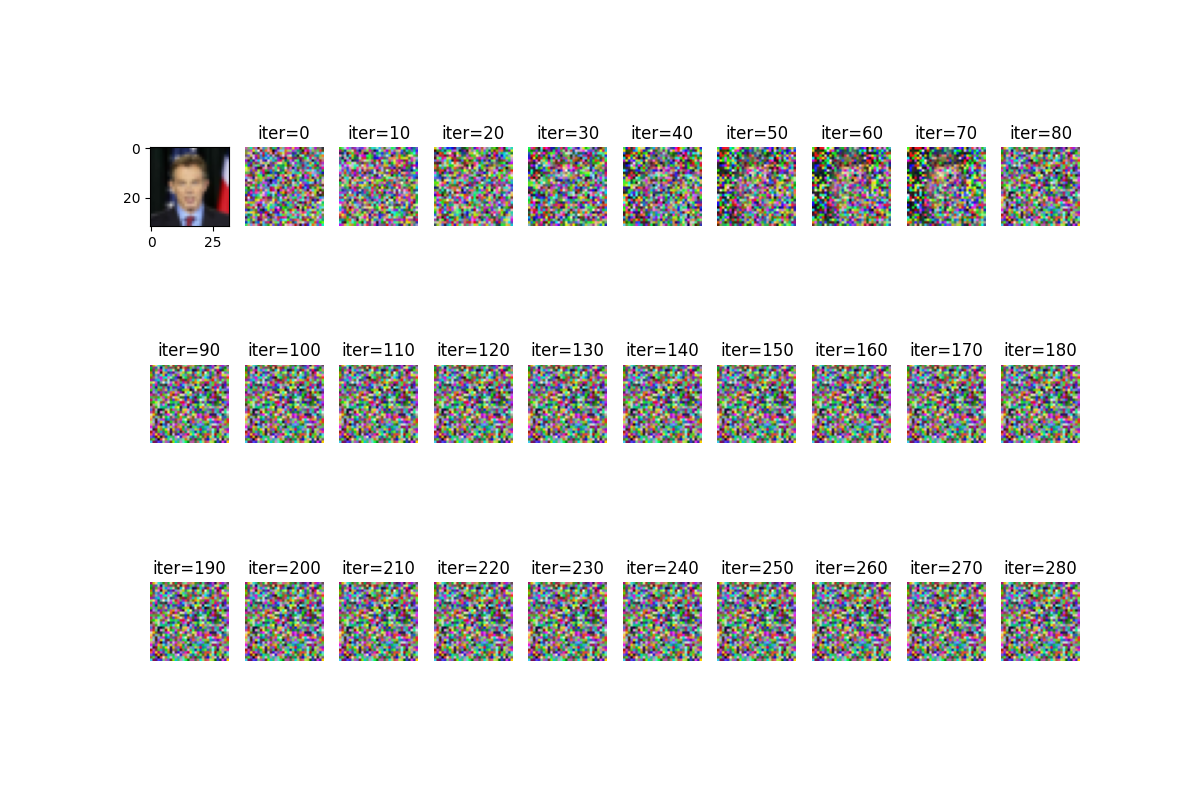 iter=0 iter=10 iter=20 iter=30 iter=40 iter=50 iter=60 iter=70 iter=80
0
20
0 25
iter=90 iter=100 iter=110 iter=120 iter=130 iter=140 iter=150 iter=160 iter=170 iter=180
iter=190 iter=200 iter=210 iter=220 iter=230 iter=240 iter=250 iter=260 iter=270 iter=280